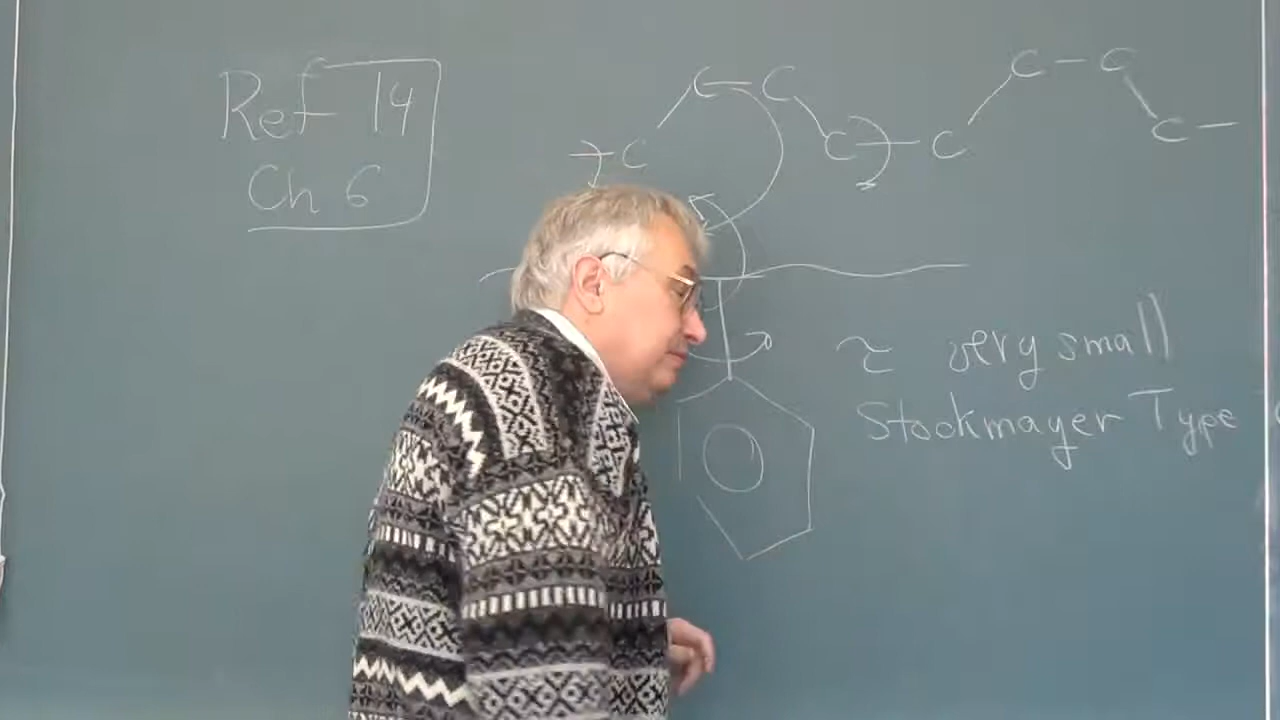 Ref 14
Ch 6
C — C
C C — C
C — C
C —
~ very small
Stockmayer Type